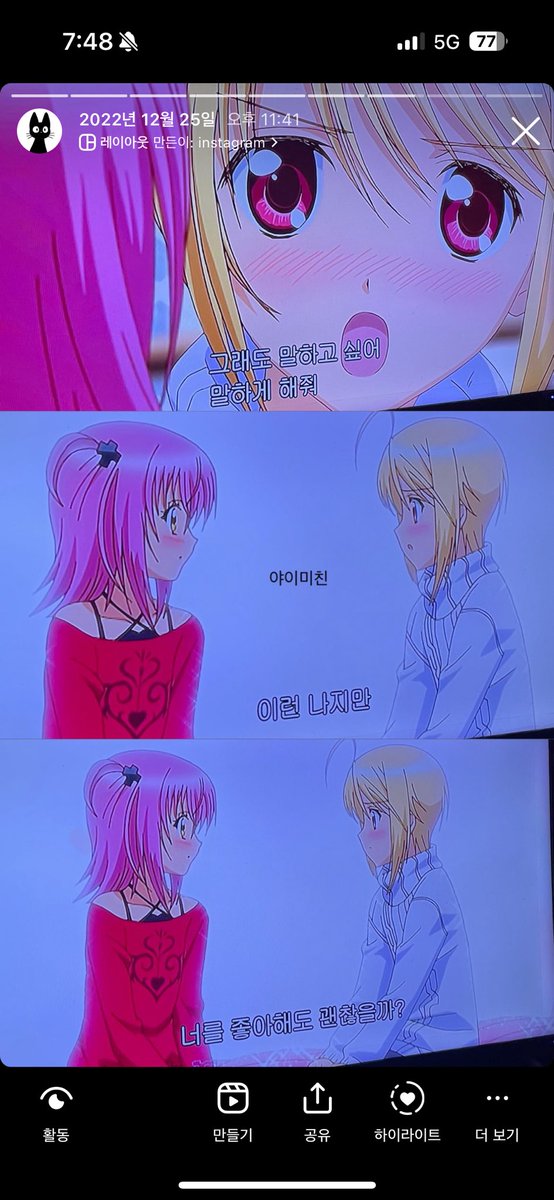 7:48
5G
77
2022년 12월 25일 오후 11:41
레이아웃 만든이: instagram >
그래도 말하고 싶어
말하게 해줘
야이미친
이런 나지만
너를 좋아해도 괜찮을까?
활동
만들기
공유
하이라이트
더 보기